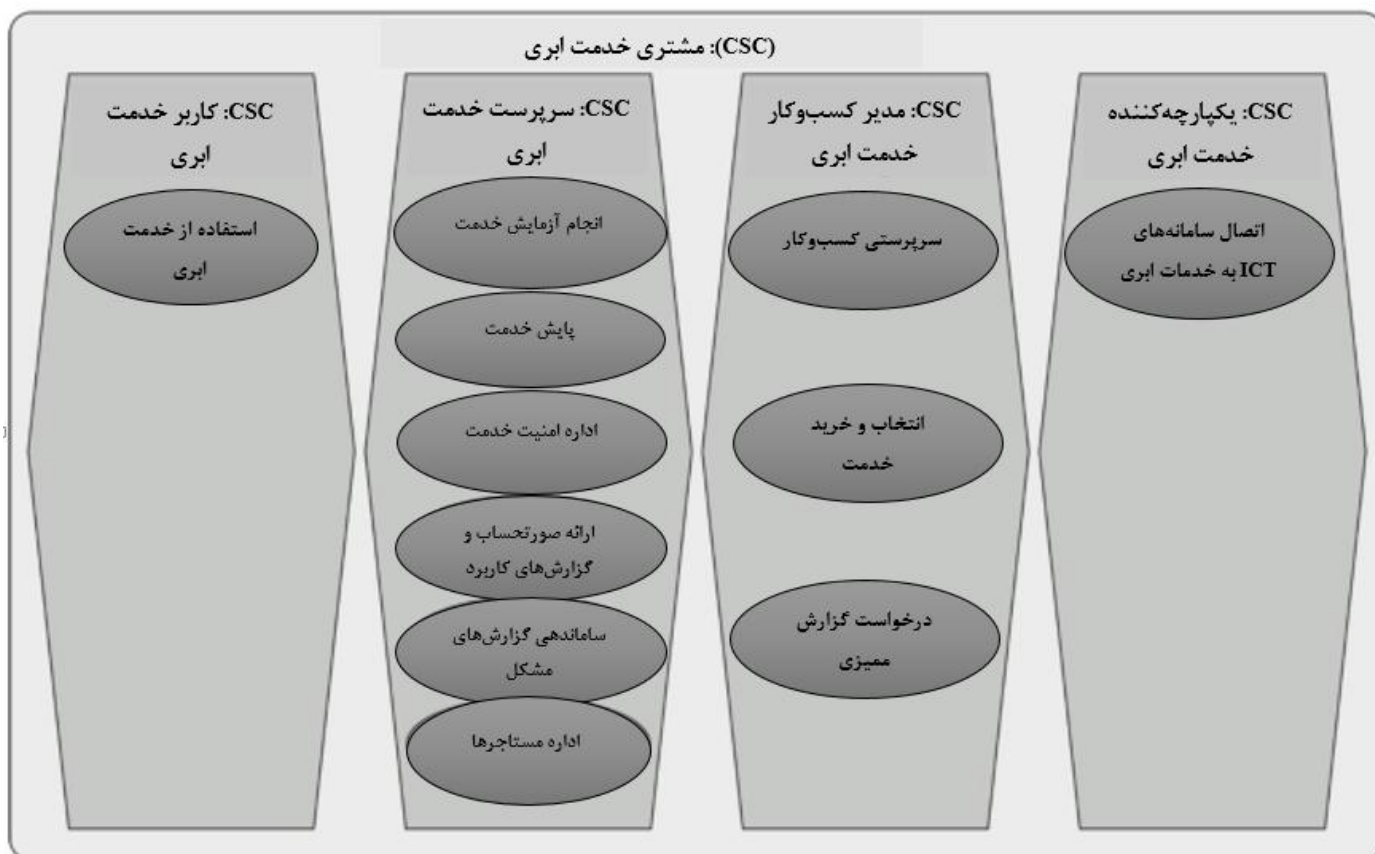 (CSC): مشتری خدمت ابری
CSC: یکپارچه‌کننده
خدمت ابری
اتصال سامانه‌های
ICT به خدمات ابری
CSC: مدیر کسب‌وکار
خدمت ابری
سرپرستی کسب‌وکار
انتخاب و خرید
خدمت
درخواست گزارش
ممیزی
CSC: سرپرست خدمت
ابری
انجام آزمایش خدمت
پایش خدمت
اداره امنیت خدمت
ارائه صورتحساب و
گزارش‌های کاربرد
ساماندهی گزارش‌های
مشکل
اداره مستاجرها
CSC: کاربر خدمت
ابری
استفاده از خدمت
ابری